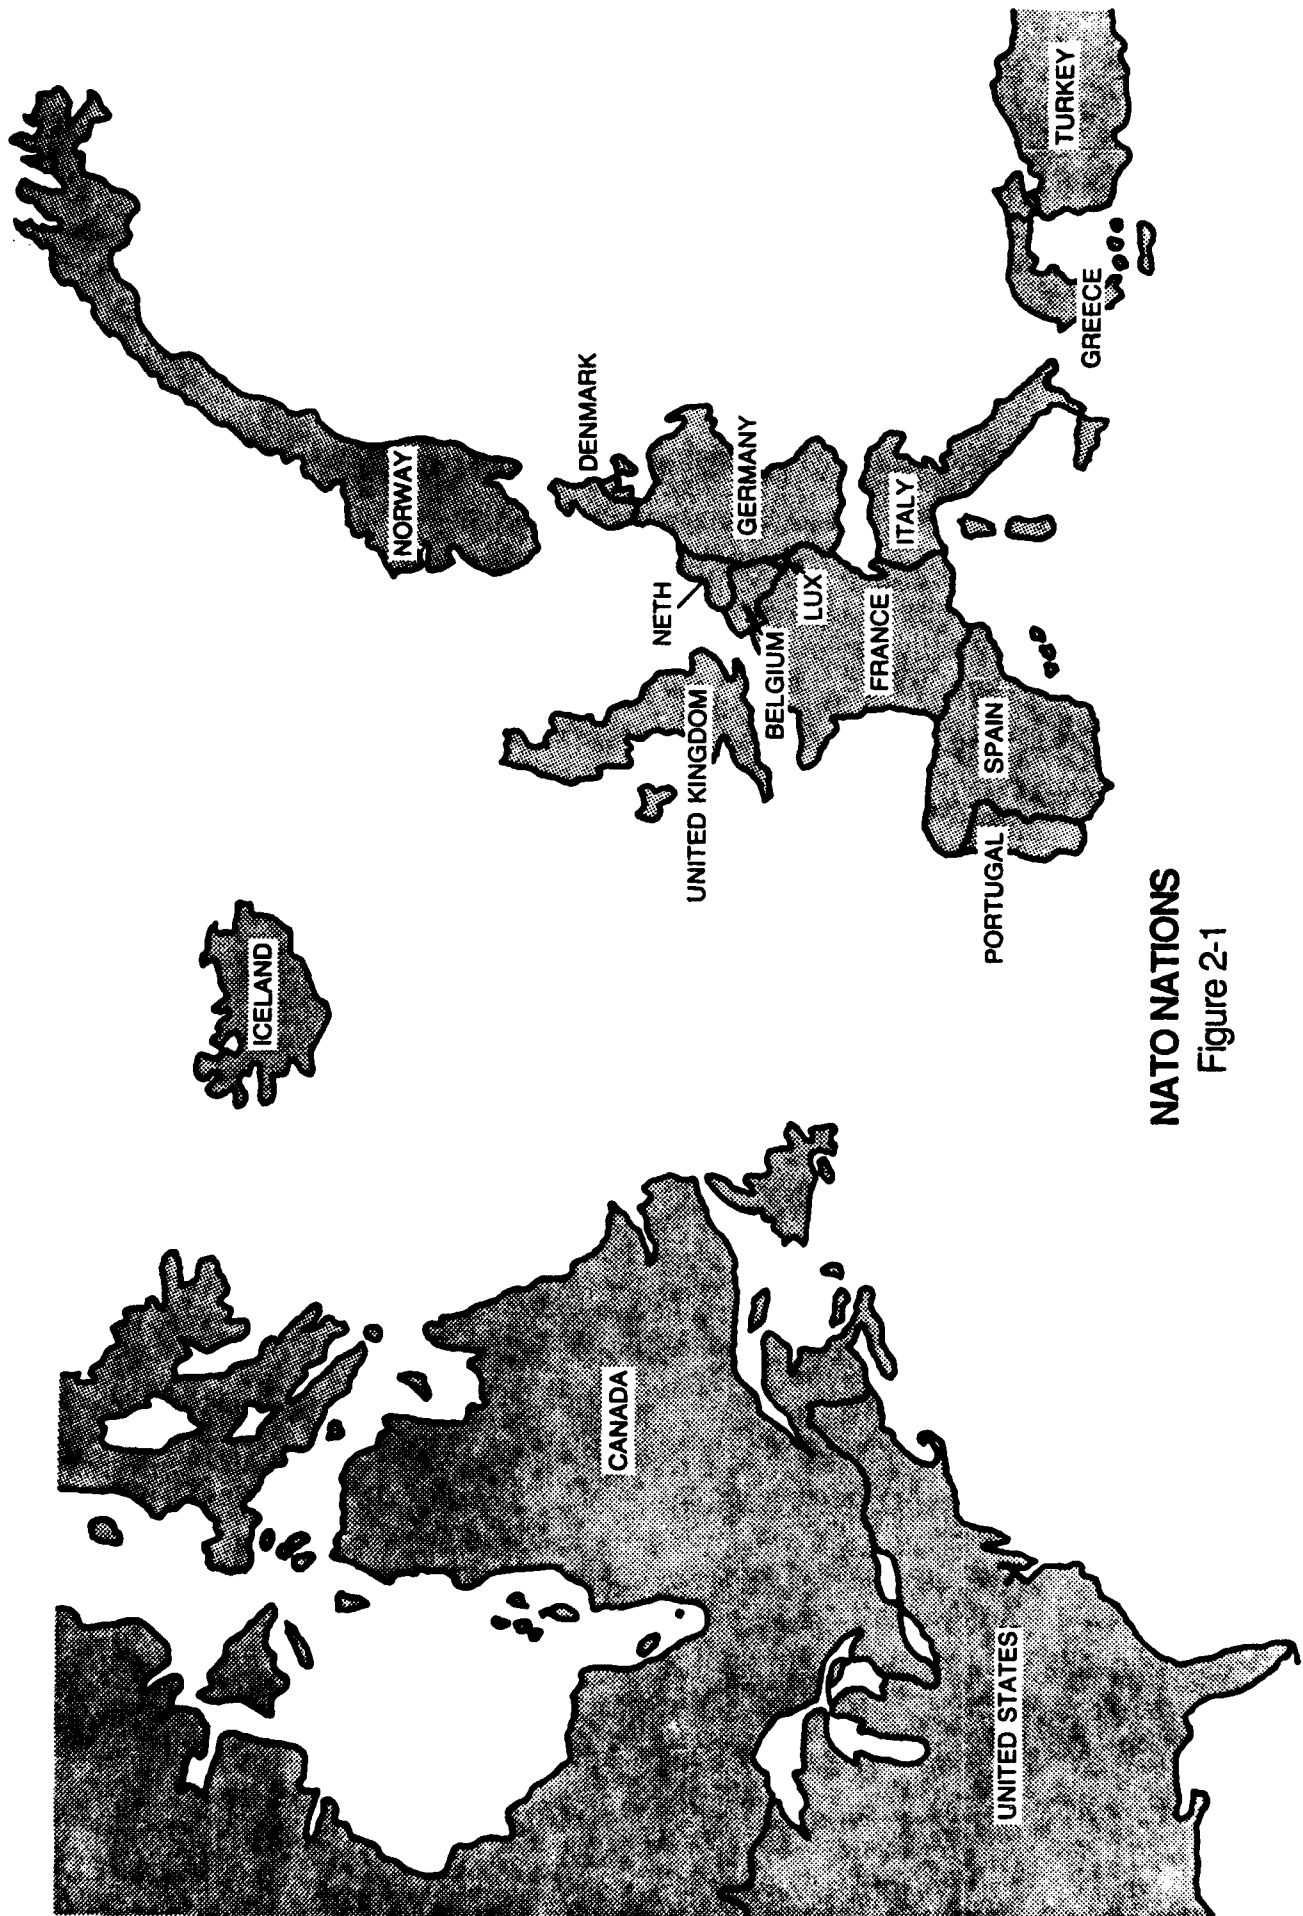 ICELAND
NORWAY
DENMARK
NETH
UNITED KINGDOM
GERMANY
BELGIUM
LUX
FRANCE
ITALY
SPAIN
PORTUGAL
GREECE
TURKEY
CANADA
UNITED STATES
NATO NATIONS
Figure 2-1